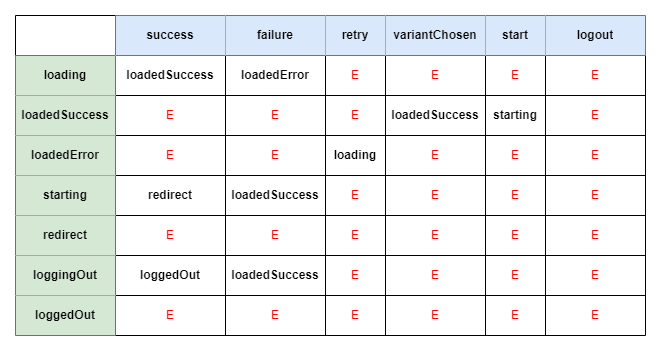 success failure retry variantChosen start logout
loading loadedSuccess loadedError E E E E
loadedSuccess E E E loadedSuccess starting E
loadedError E E loading E E E
starting redirect loadedSuccess E E E E
redirect E E E E E E
loggingOut loggedOut loadedSuccess E E E E
loggedOut E E E E E E